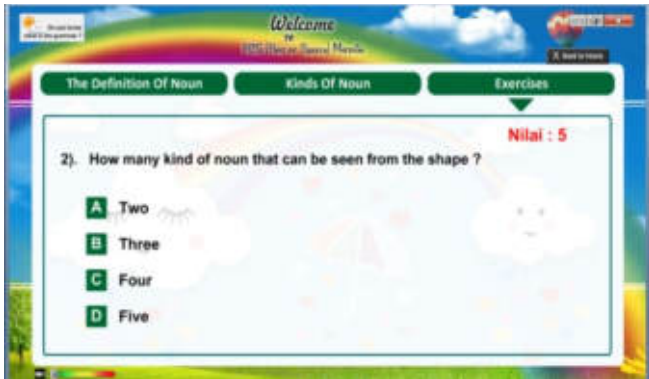 Welcome
The Definition Of Noun
Kinds Of Noun
Exercises
Nilai : 5
2). How many kind of noun that can be seen from the shape ?
A Two
B Three
C Four
D Five